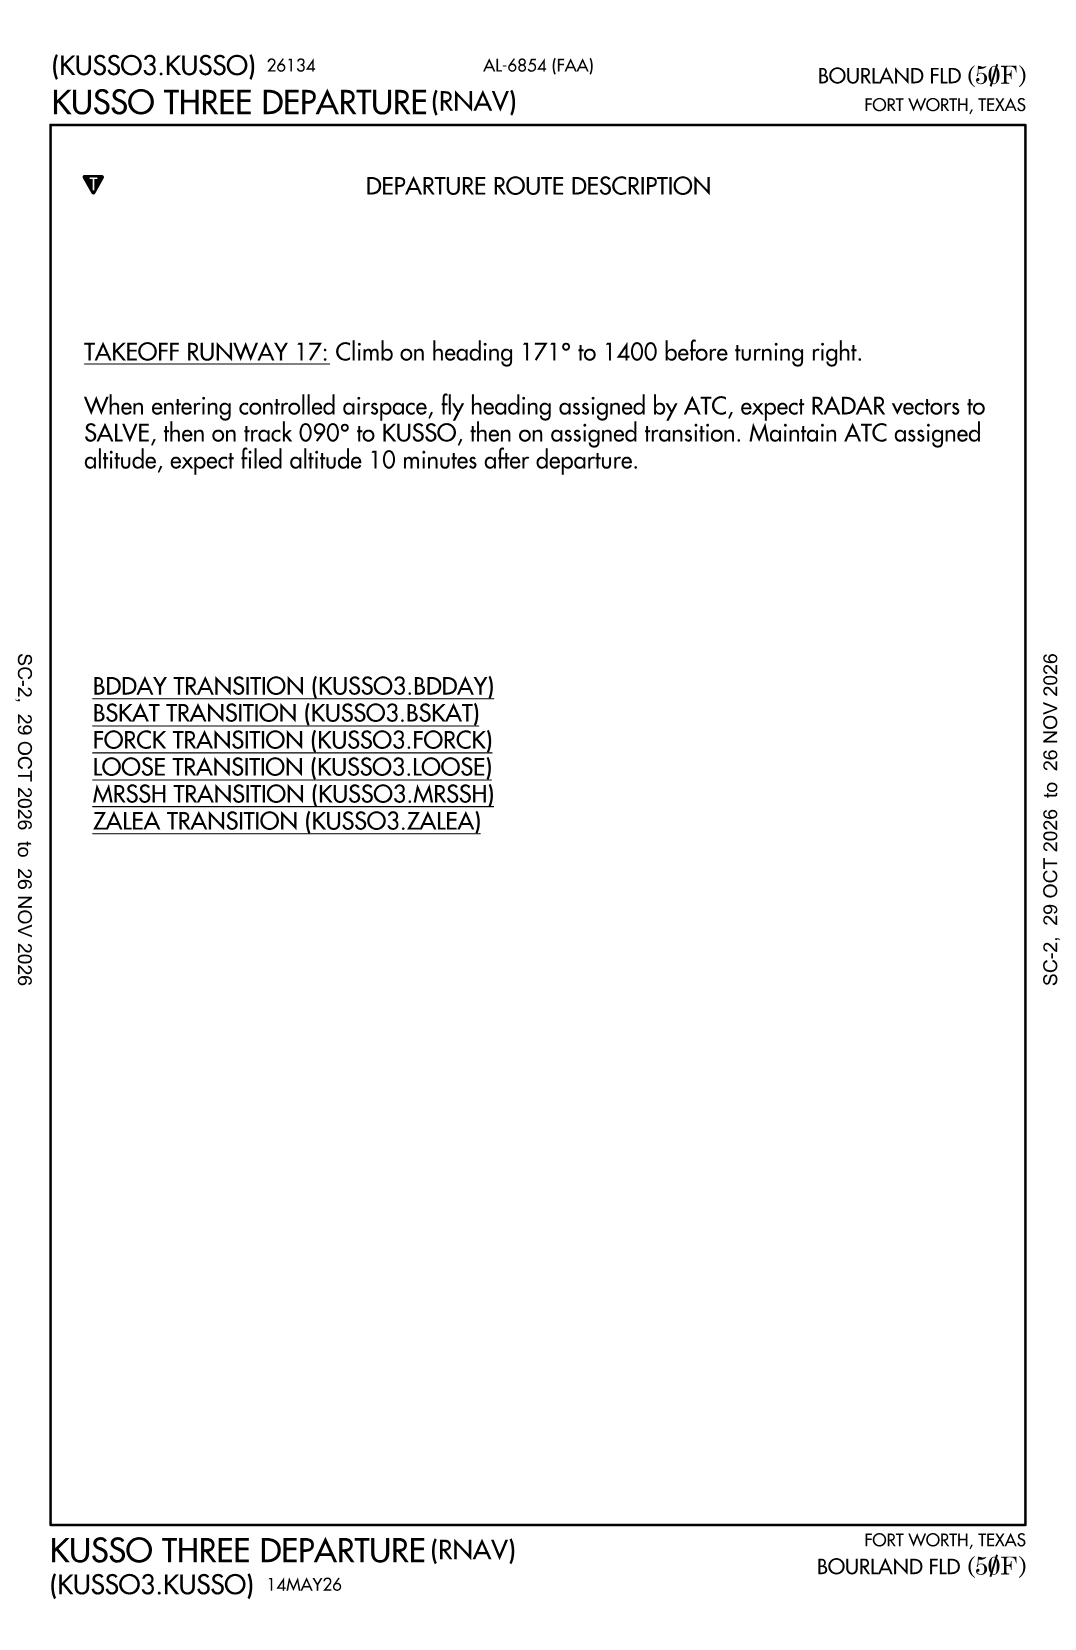 (KUSSO3.KUSSO) 26134
AL-6854 (FAA)
BOURLAND FLD (50F)
KUSSO THREE DEPARTURE (RNAV)
FORT WORTH, TEXAS
T
DEPARTURE ROUTE DESCRIPTION
TAKEOFF RUNWAY 17: Climb on heading 171° to 1400 before turning right.
When entering controlled airspace, fly heading assigned by ATC, expect RADAR vectors to
SALVE, then on track 090° to KUSSO, then on assigned transition. Maintain ATC assigned
altitude, expect filed altitude 10 minutes after departure.
SC-2, 29 OCT 2026 to 26 NOV 2026
SC-2, 29 OCT 2026 to 26 NOV 2026
BDDAY TRANSITION (KUSSO3.BDDAY)
BSKAT TRANSITION (KUSSO3.BSKAT)
FORCK TRANSITION (KUSSO3.FORCK)
LOOSE TRANSITION (KUSSO3.LOOSE)
MRSSH TRANSITION (KUSSO3.MRSSH)
ZALEA TRANSITION (KUSSO3.ZALEA)
KUSSO THREE DEPARTURE (RNAV)
FORT WORTH, TEXAS
(KUSSO3.KUSSO) 14MAY26
BOURLAND FLD (50F)